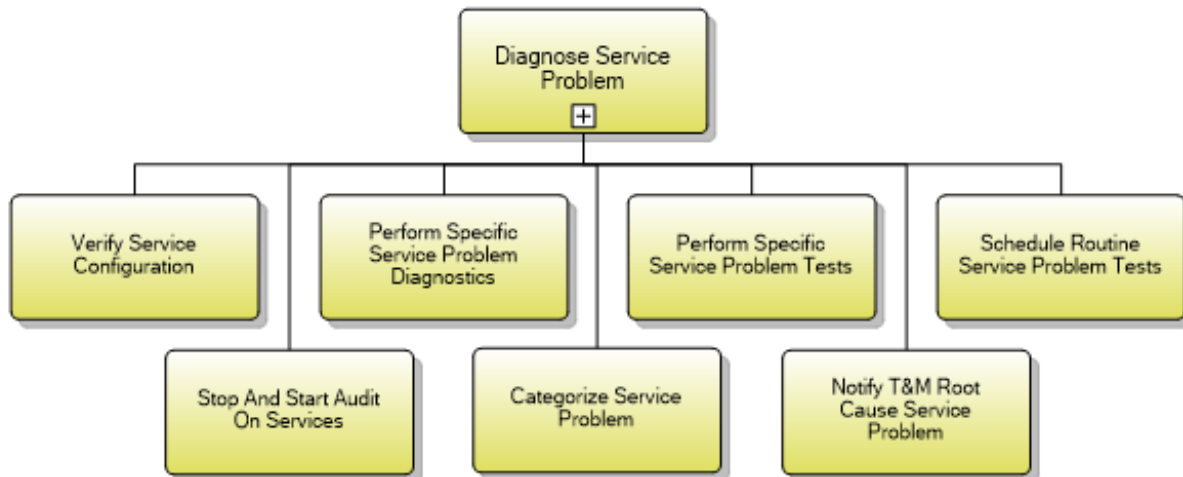 Diagnose Service
Problem
Verify Service
Configuration
Perform Specific
Service Problem
Diagnostics
Perform Specific
Service Problem Tests
Schedule Routine
Service Problem Tests
Stop And Start Audit
On Services
Categorize Service
Problem
Notify T&M Root
Cause Service
Problem